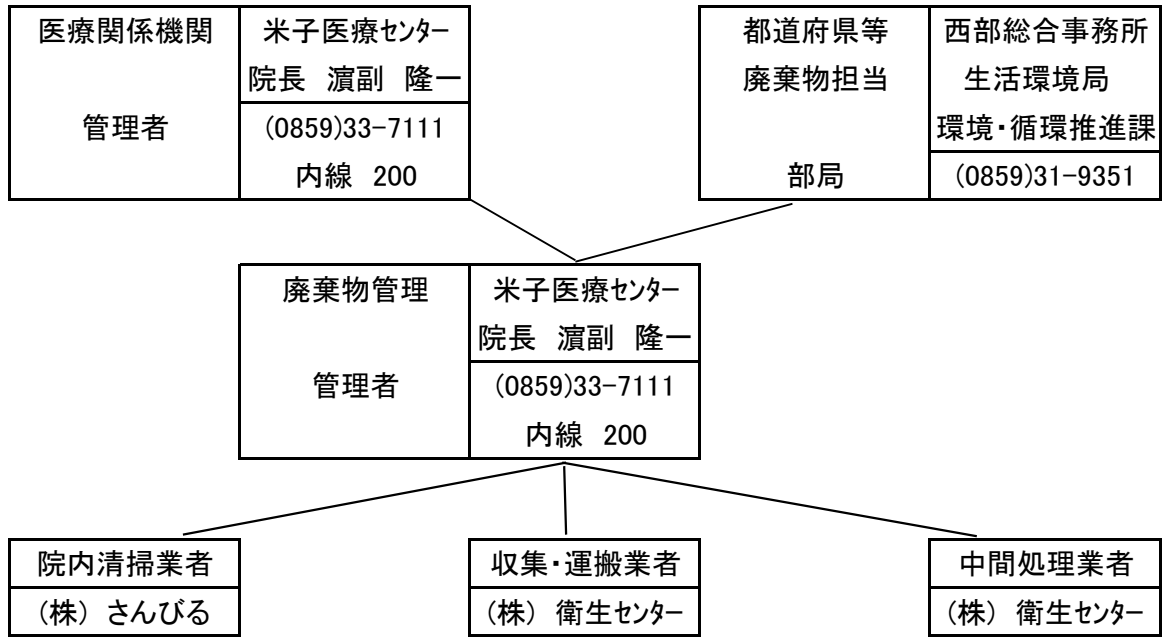 医療関係機関
管理者
米子医療ｾﾝﾀｰ
院長　濵副　隆一
(0859)33-7111
内線　200
都道府県等
廃棄物担当
部局
西部総合事務所
生活環境局
環境・循環推進課
(0859)31-9351
廃棄物管理
管理者
米子医療ｾﾝﾀｰ
院長　濵副　隆一
(0859)33-7111
内線　200
院内清掃業者
（株）さんびる
収集・運搬業者
（株）衛生ｾﾝﾀｰ
中間処理業者
（株）衛生ｾﾝﾀｰ